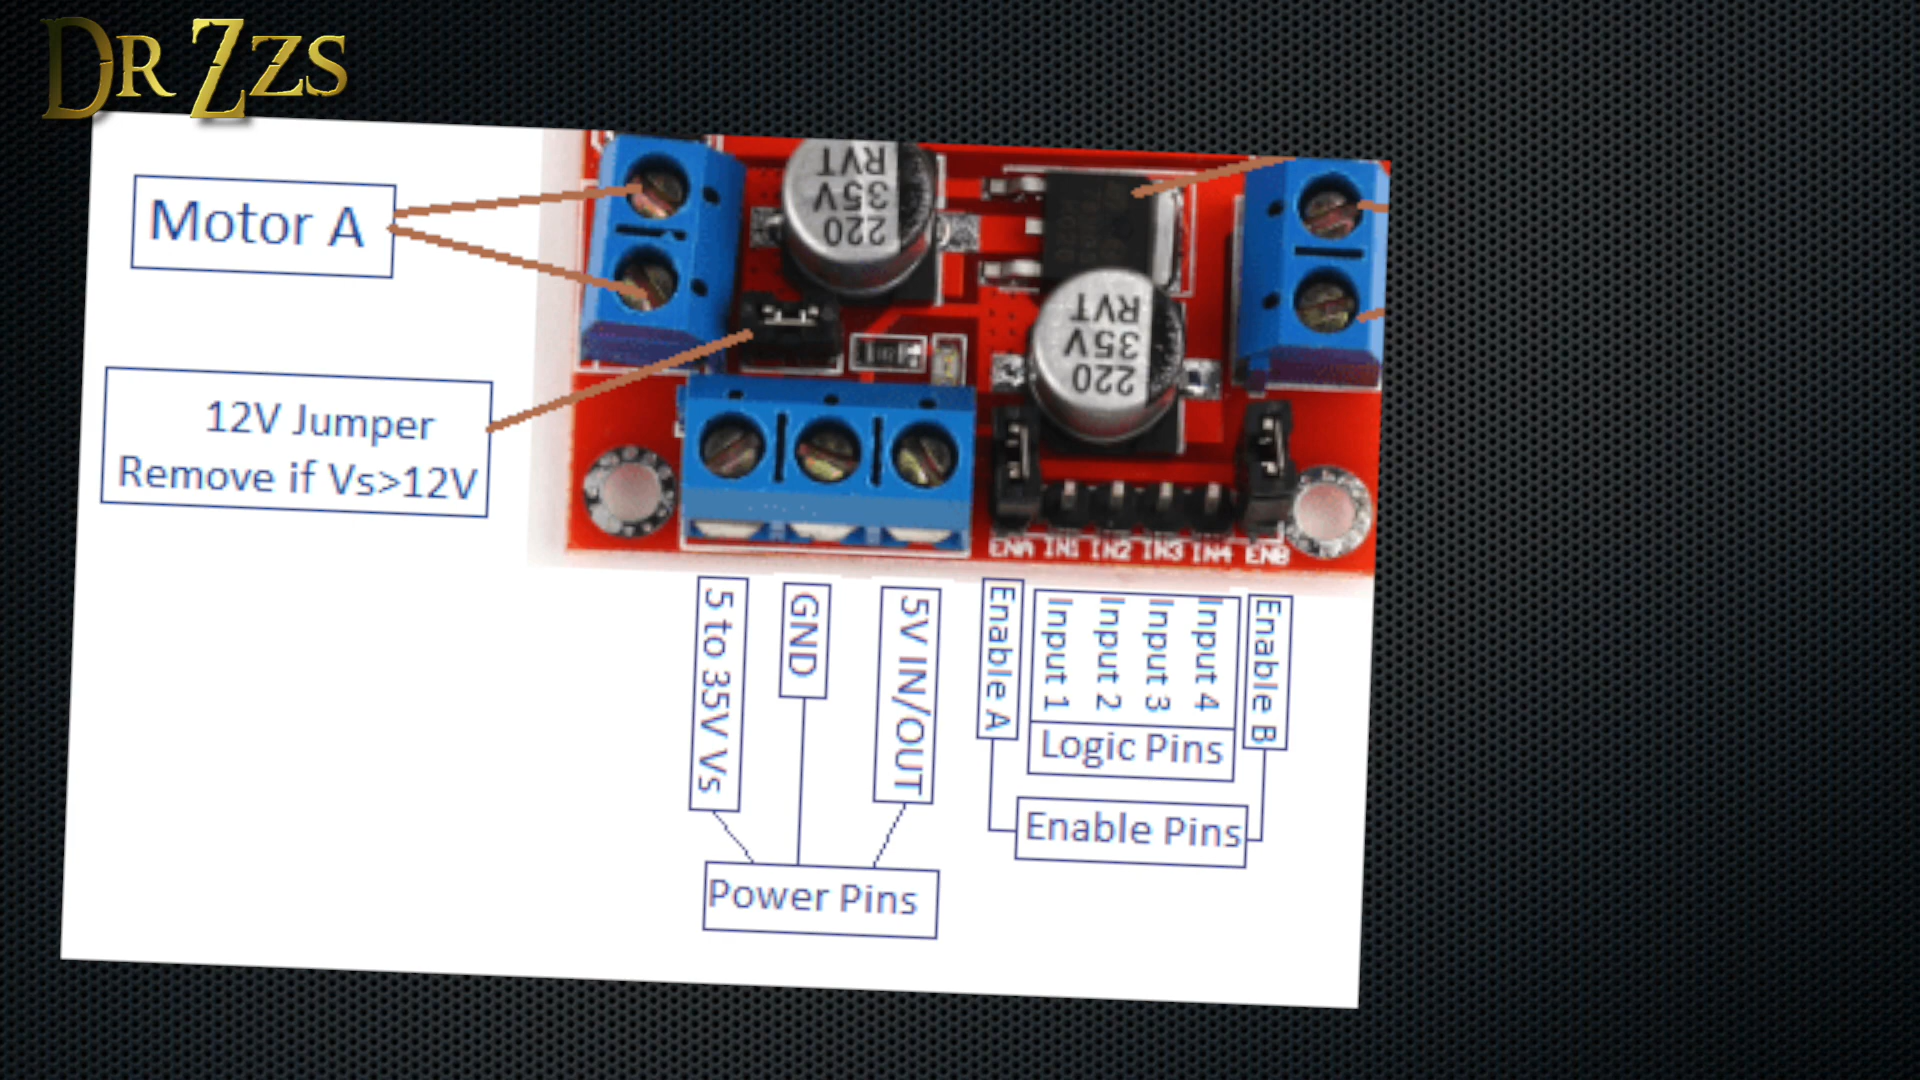 DR ZZS
Motor A
12V Jumper
Remove if Vs>12V
RVT
35V
220
RVT
35V
220
ENA IN1 IN2 IN3 IN4 ENB
5 to 35V Vs
GND
5V IN/OUT
Enable A
Input 1
Input 2
Input 3
Input 4
Enable B
Logic Pins
Enable Pins
Power Pins